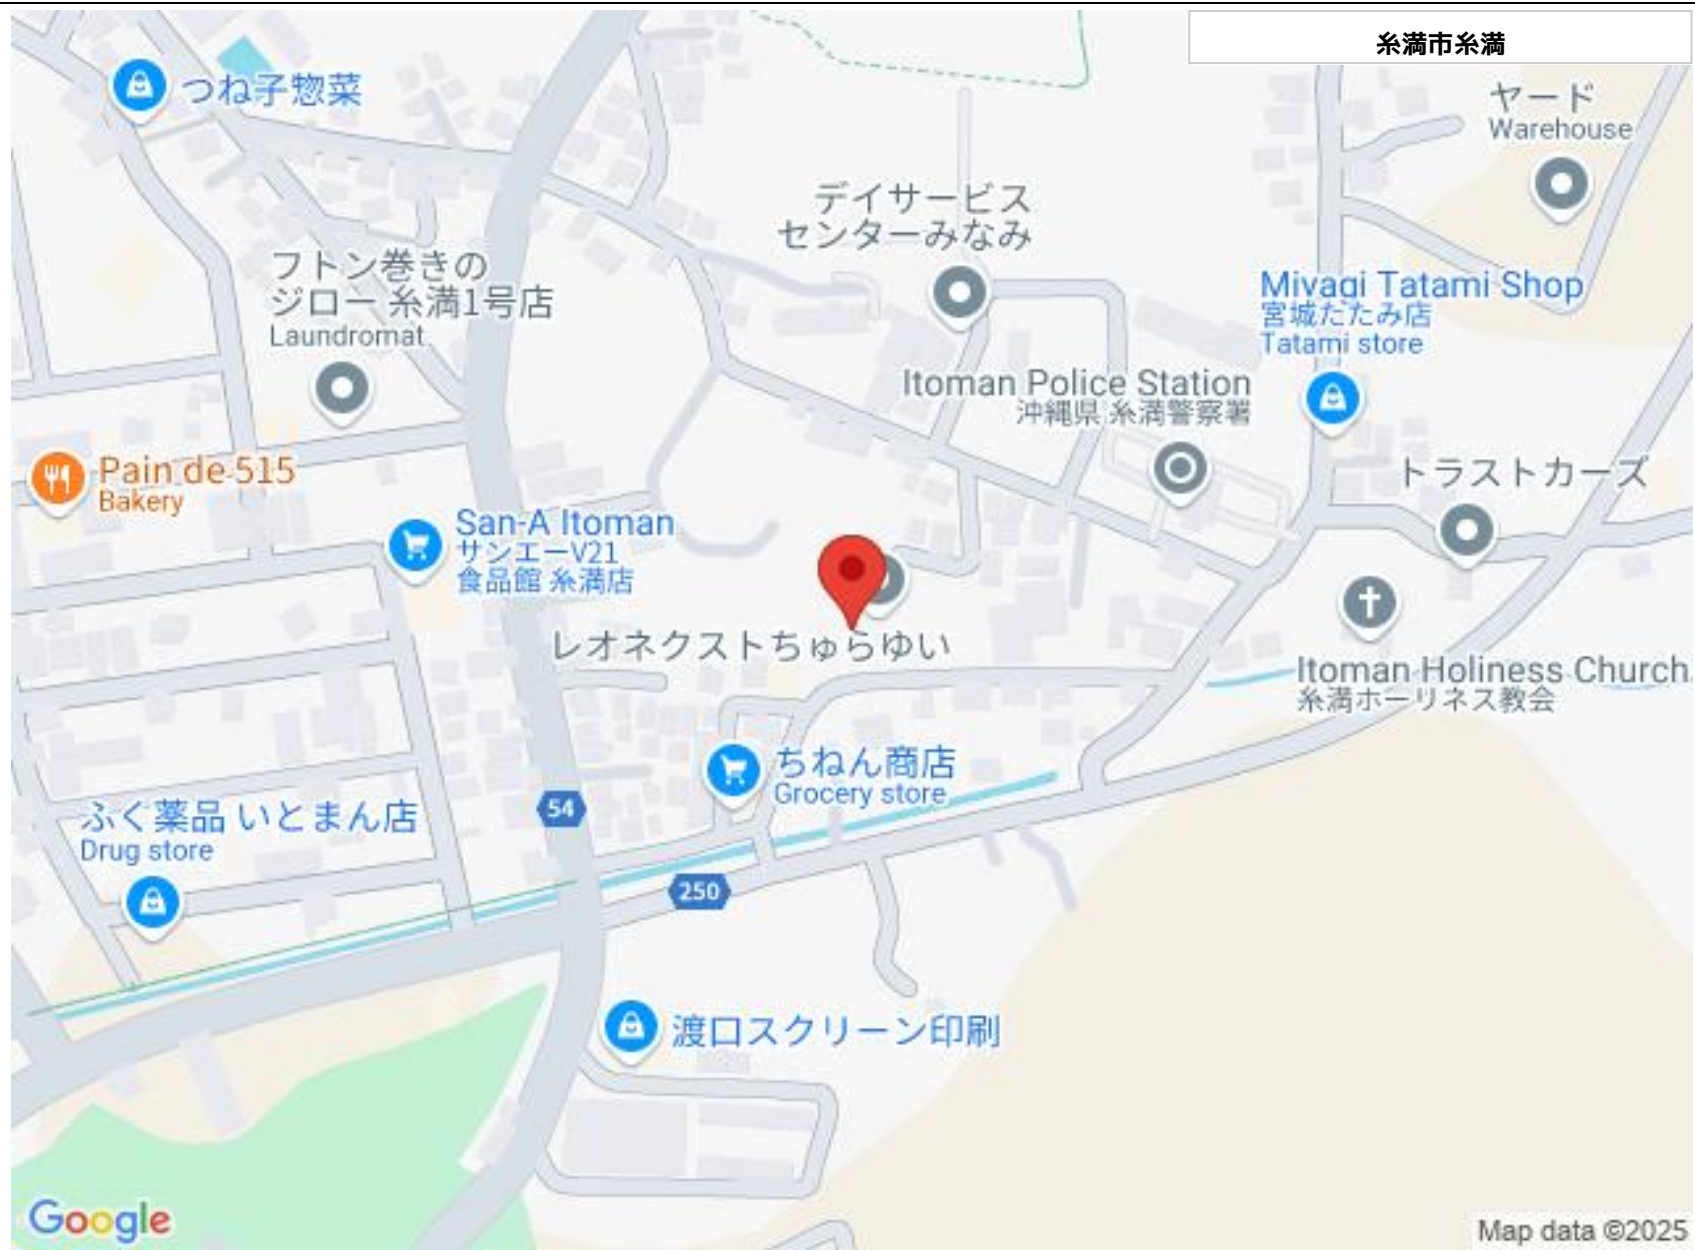 糸満市糸満
つね子惣菜
ヤード
Warehouse
デイサービス
センターみなみ
フトン巻きの
ジロー 糸満1号店
Laundromat
Miyagi Tatami Shop
宮城たたみ店
Tatami store
Itoman Police Station
沖縄県 糸満警察署
Pain de 515
Bakery
トラストカーズ
San-A Itoman
サンエーV21
食品館 糸満店
レオネクストちゅらゆい
Itoman Holiness Church
糸満ホーリネス教会
ちねん商店
Grocery store
54
ふく薬品 いとまん店
Drug store
250
渡口スクリーン印刷
Google
Map data ©2025